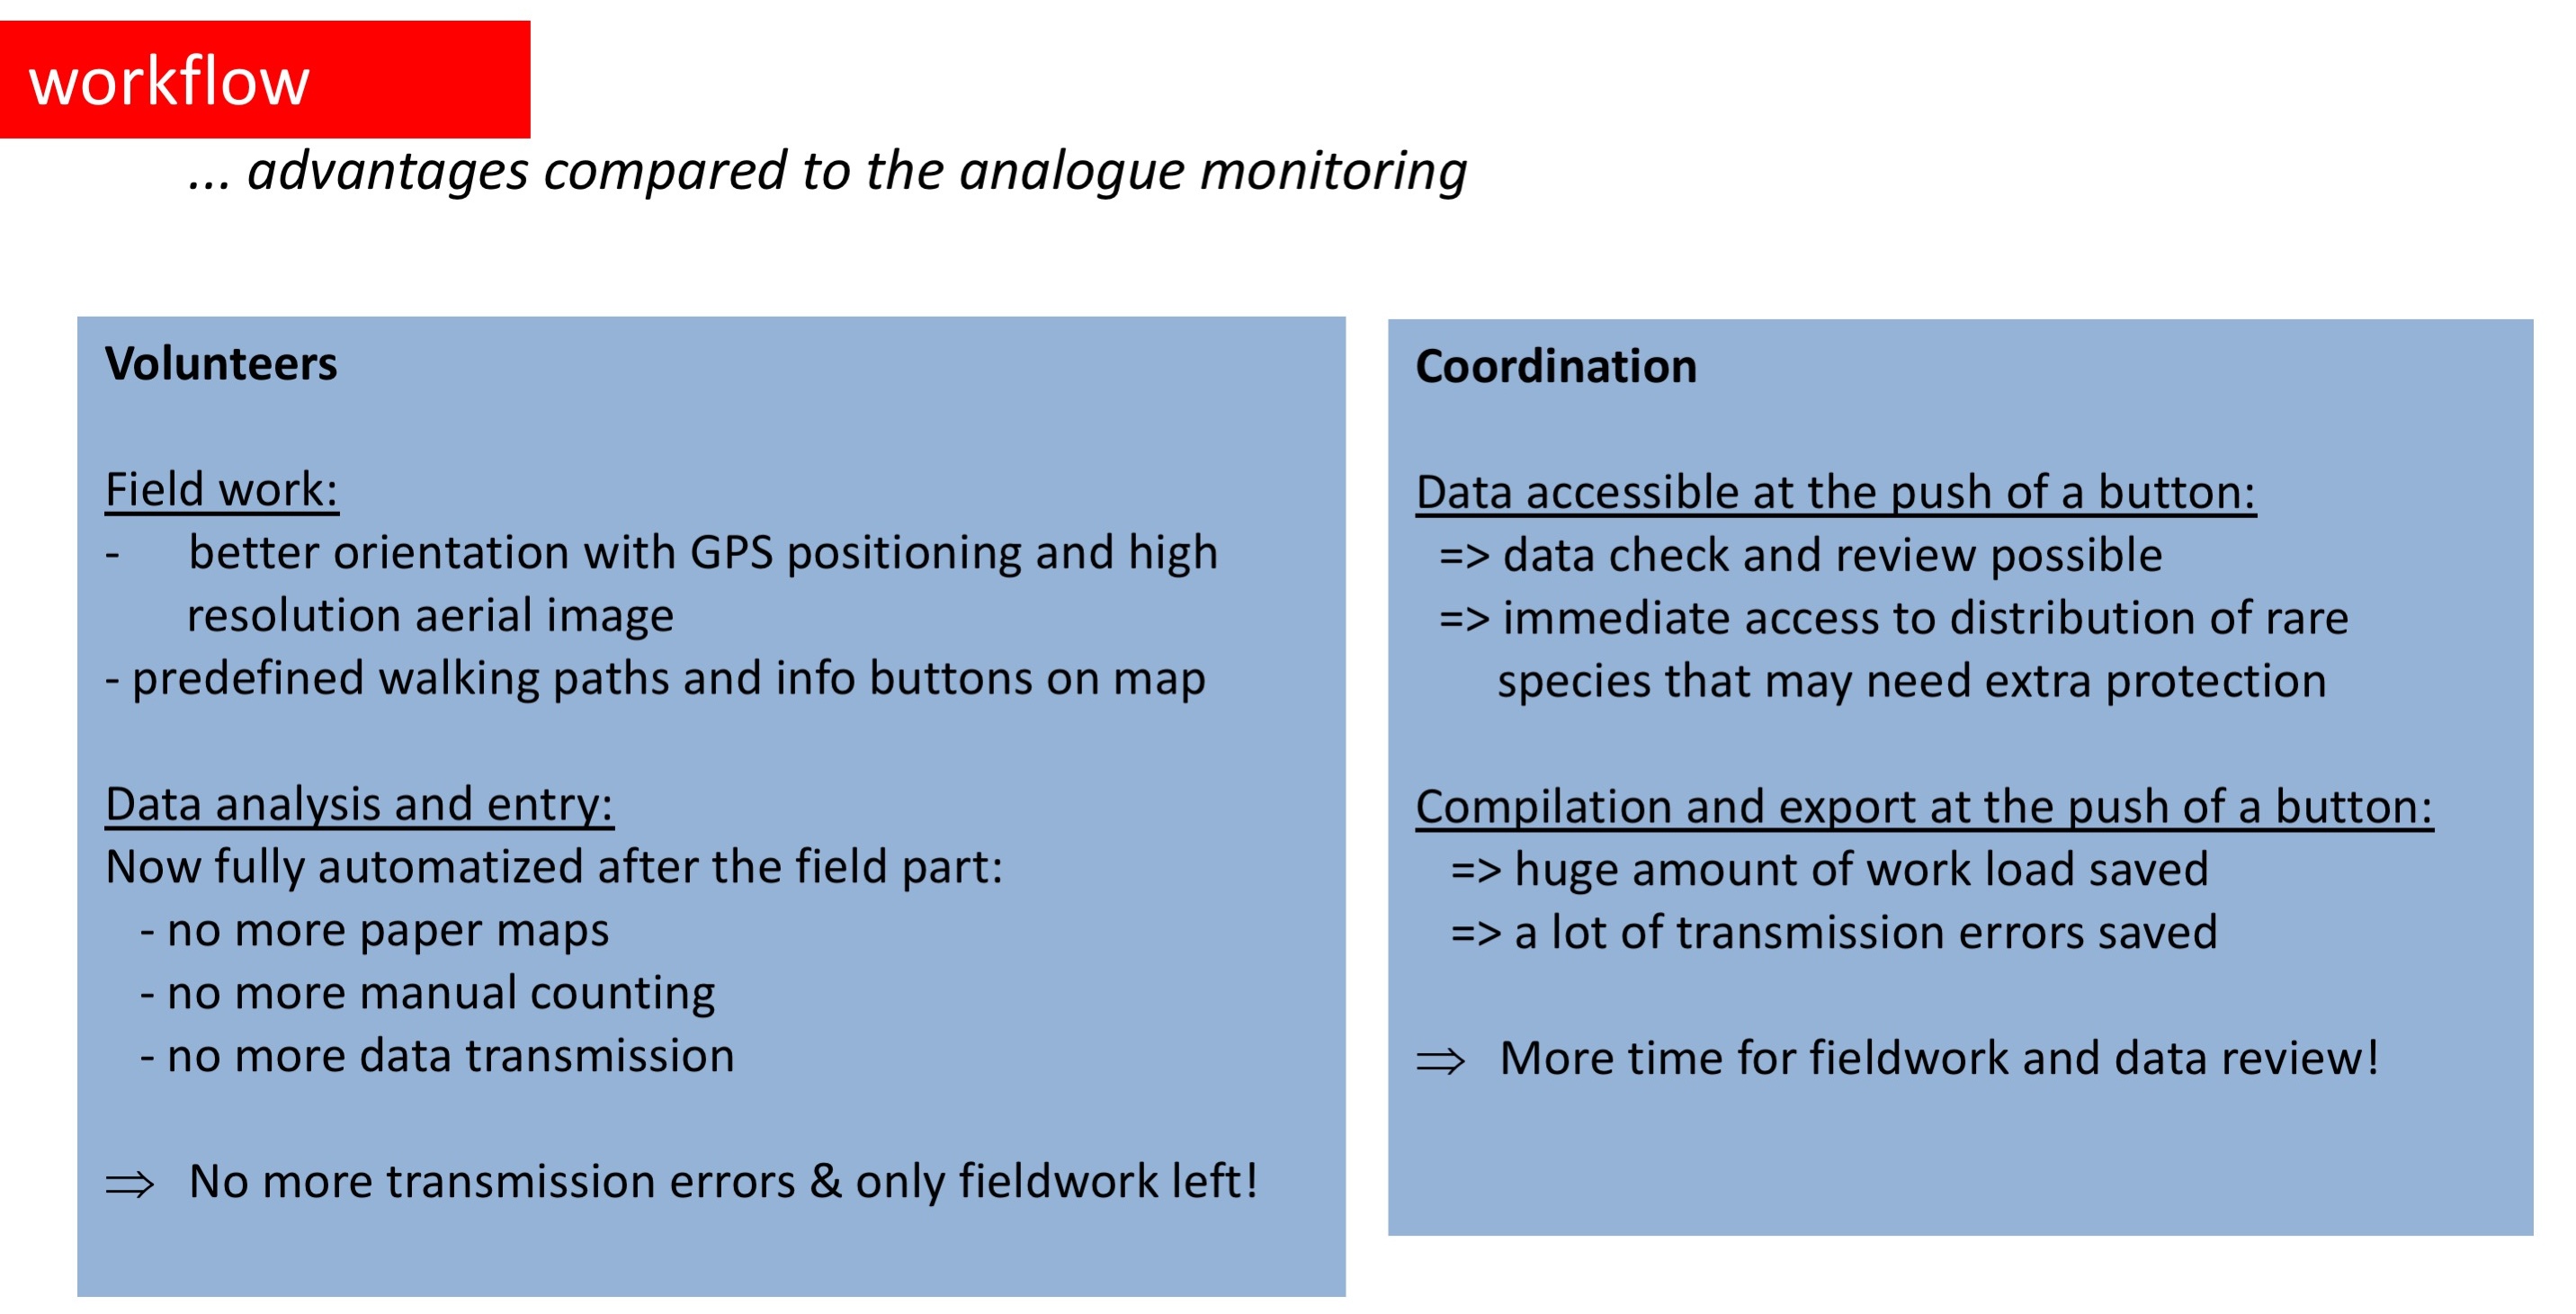 workflow
... advantages compared to the analogue monitoring
Volunteers
Field work:
- better orientation with GPS positioning and high
resolution aerial image
- predefined walking paths and info buttons on map
Data analysis and entry:
Now fully automatized after the field part:
- no more paper maps
- no more manual counting
- no more data transmission
⇒ No more transmission errors & only fieldwork left!
Coordination
Data accessible at the push of a button:
=> data check and review possible
=> immediate access to distribution of rare
species that may need extra protection
Compilation and export at the push of a button:
=> huge amount of work load saved
=> a lot of transmission errors saved
⇒ More time for fieldwork and data review!